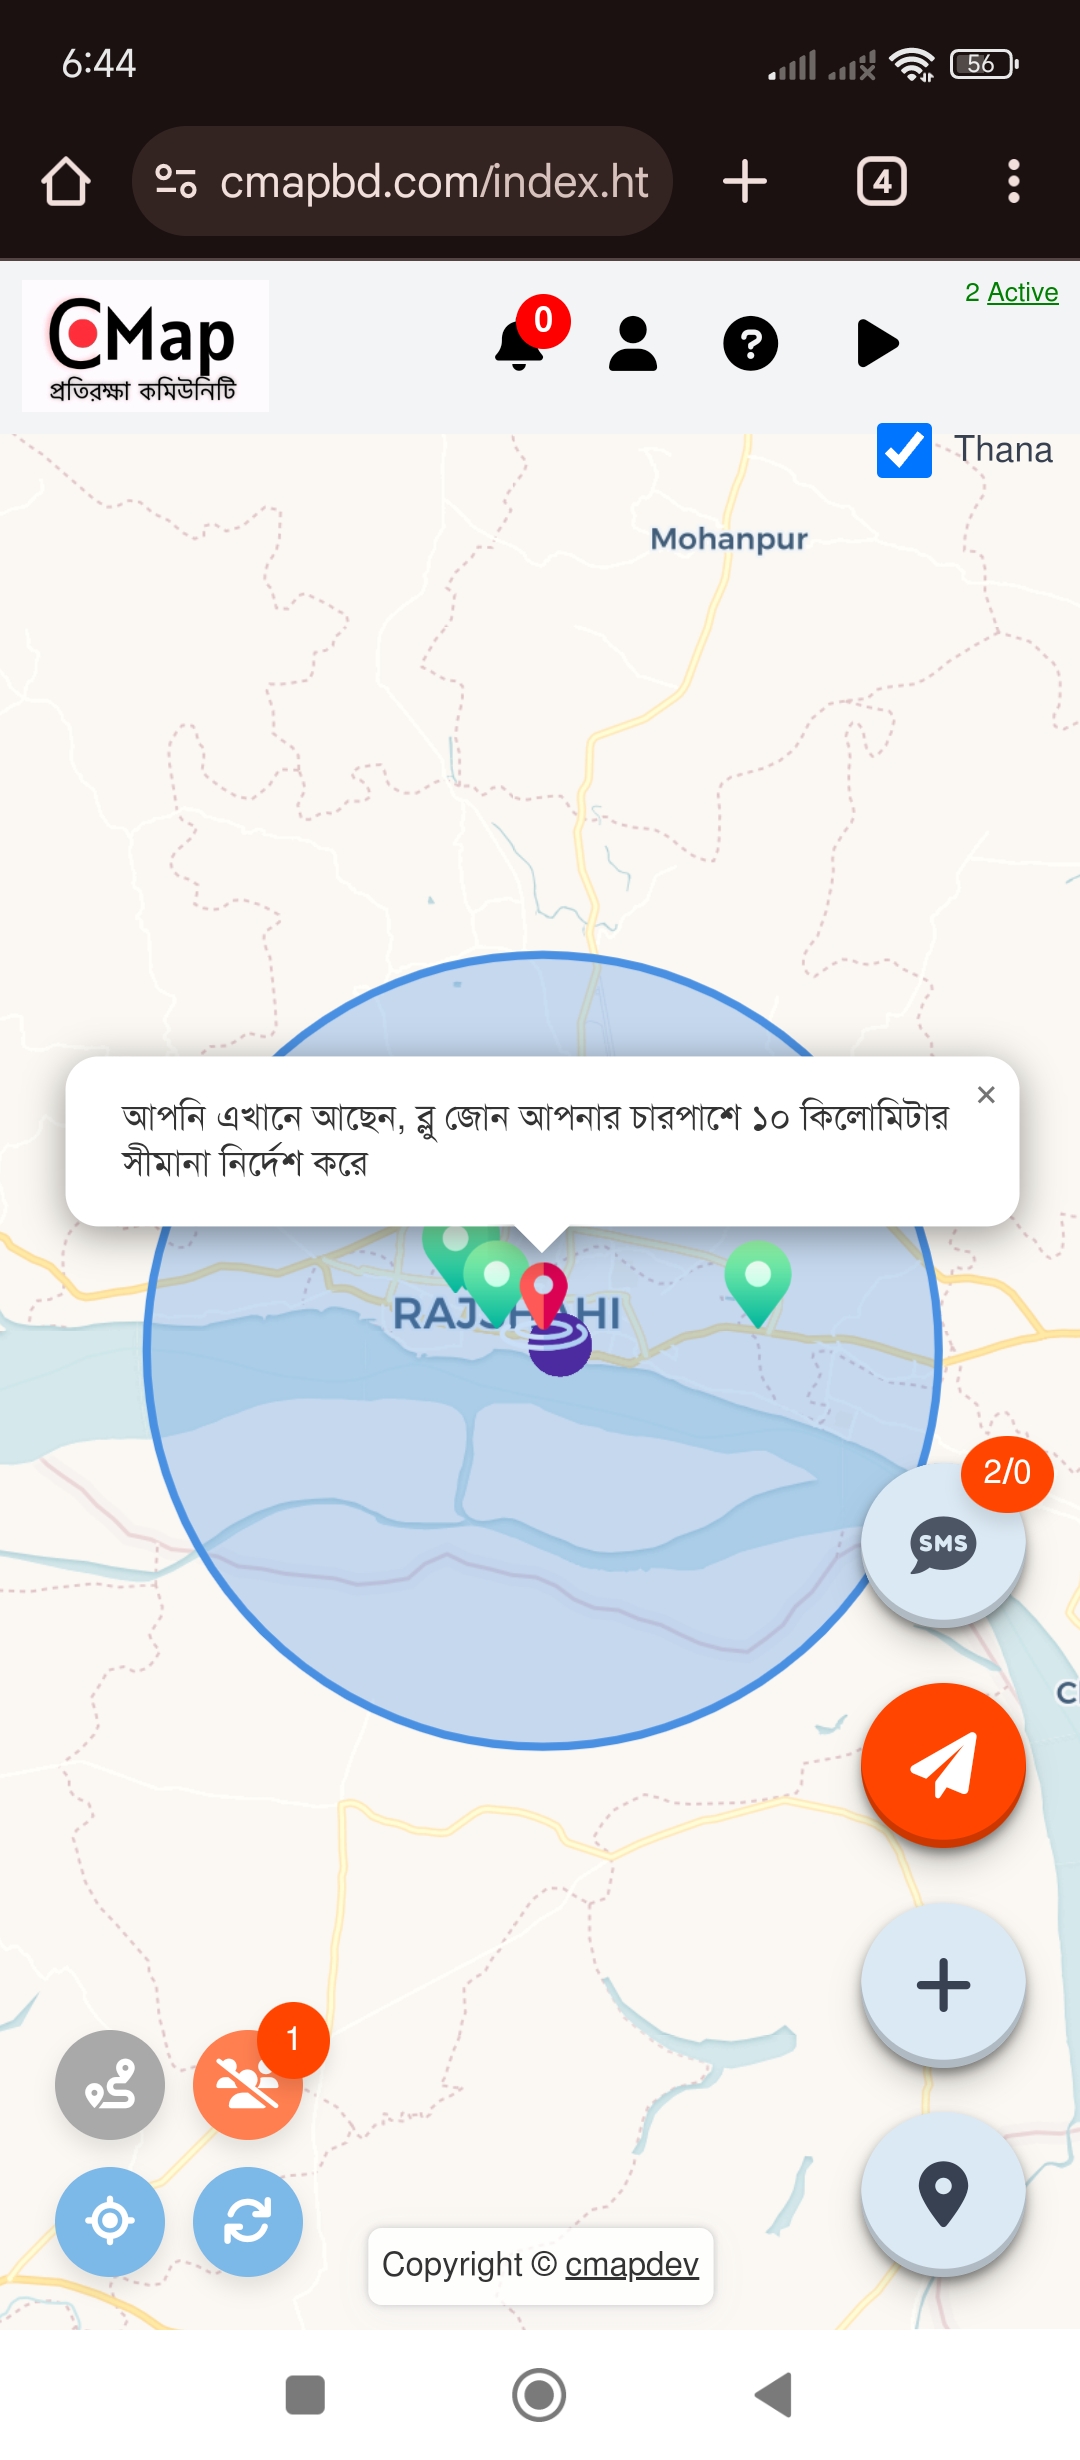 6:44
56
cmapbd.com/index.ht
4
CMap
প্রতিরক্ষা কমিউনিটি
0
2 Active
Thana
Mohanpur
আপনি এখানে আছেন, ব্লু জোন আপনার চারপাশে ১০ কিলোমিটার
সীমানা নির্দেশ করে
RAJSHAHI
2/0
SMS
1
Copyright © cmapdev